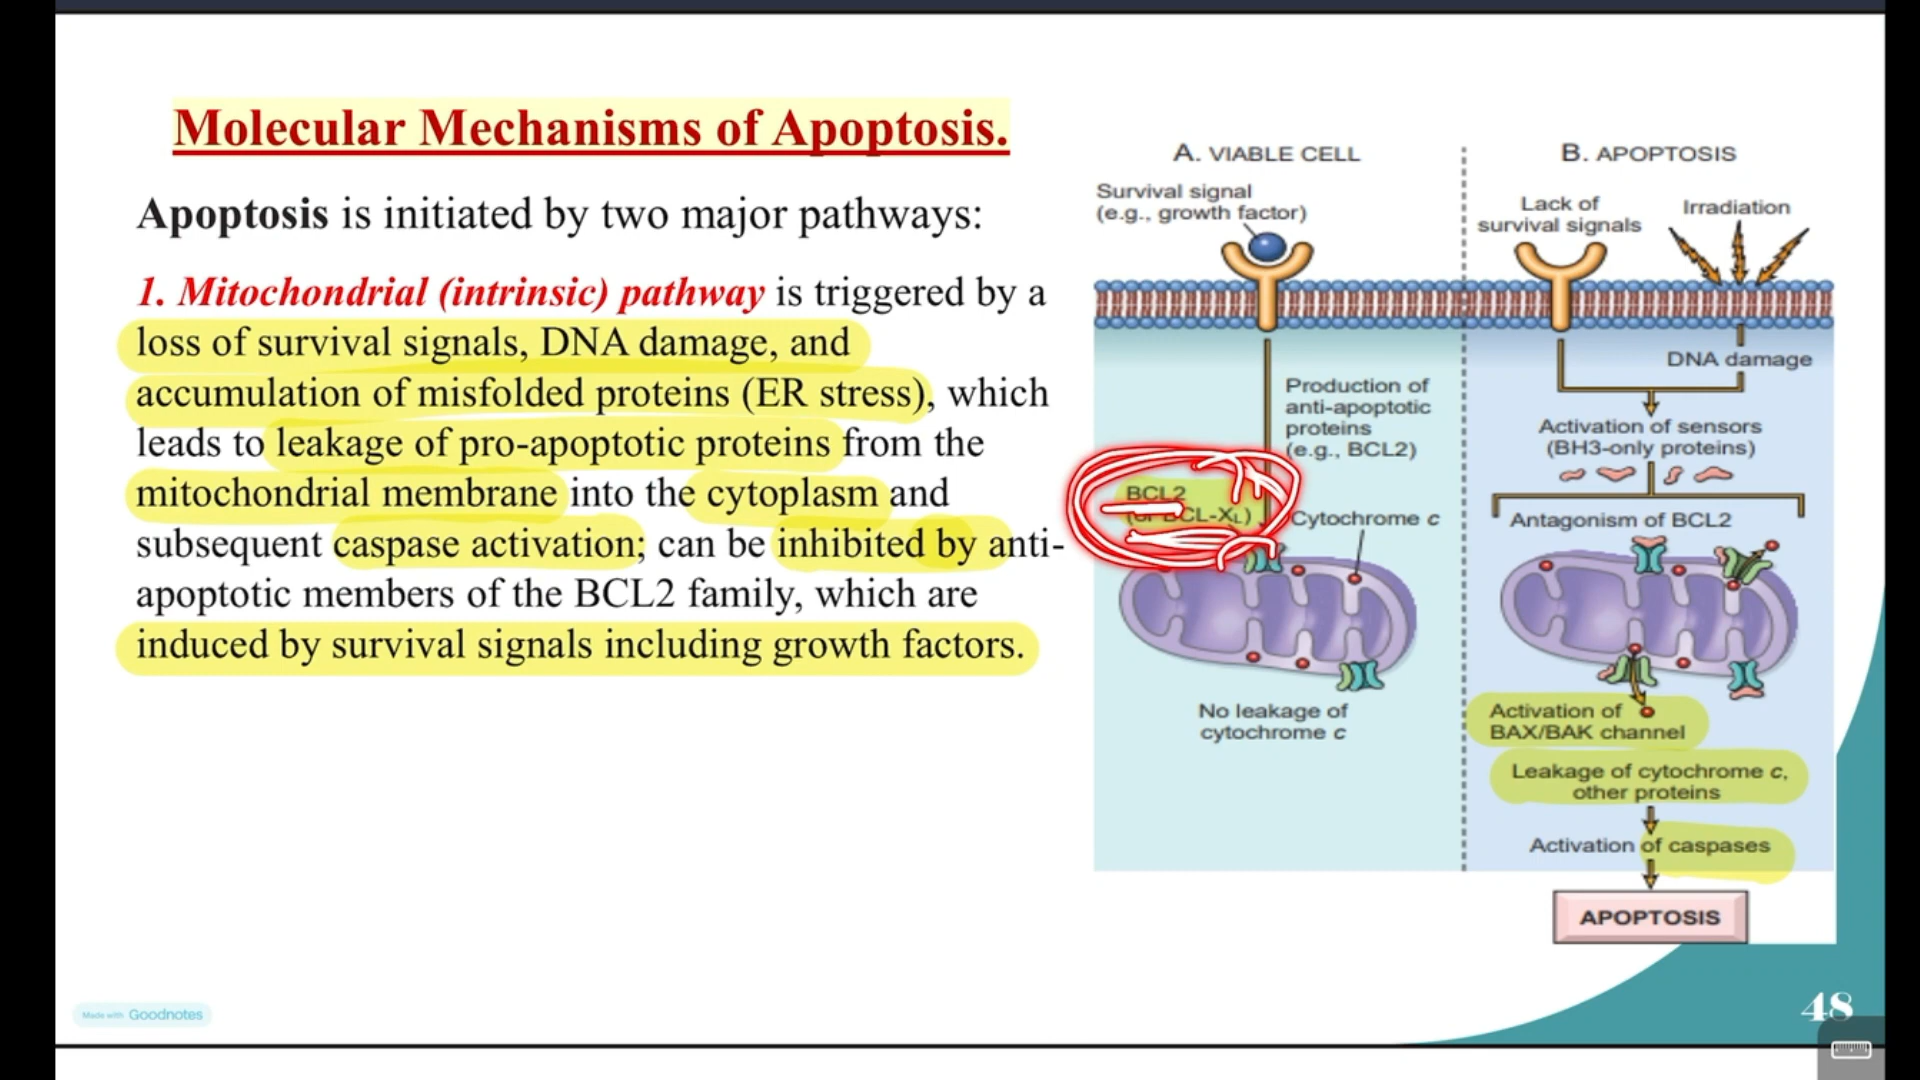 Molecular Mechanisms of Apoptosis.
Apoptosis is initiated by two major pathways:
1. Mitochondrial (intrinsic) pathway is triggered by a
loss of survival signals, DNA damage, and
accumulation of misfolded proteins (ER stress), which
leads to leakage of pro-apoptotic proteins from the
mitochondrial membrane into the cytoplasm and
subsequent caspase activation; can be inhibited by anti-
apoptotic members of the BCL2 family, which are
induced by survival signals including growth factors.
A. VIABLE CELL
Survival signal
(e.g., growth factor)
Production of
anti-apoptotic
proteins
(e.g., BCL2)
BCL2
(or BCL-XL)
Cytochrome c
No leakage of
cytochrome c
B. APOPTOSIS
Lack of
survival signals
Irradiation
DNA damage
Activation of sensors
(BH3-only proteins)
Antagonism of BCL2
Activation of
BAX/BAK channel
Leakage of cytochrome c,
other proteins
Activation of caspases
APOPTOSIS
Made with Goodnotes
48